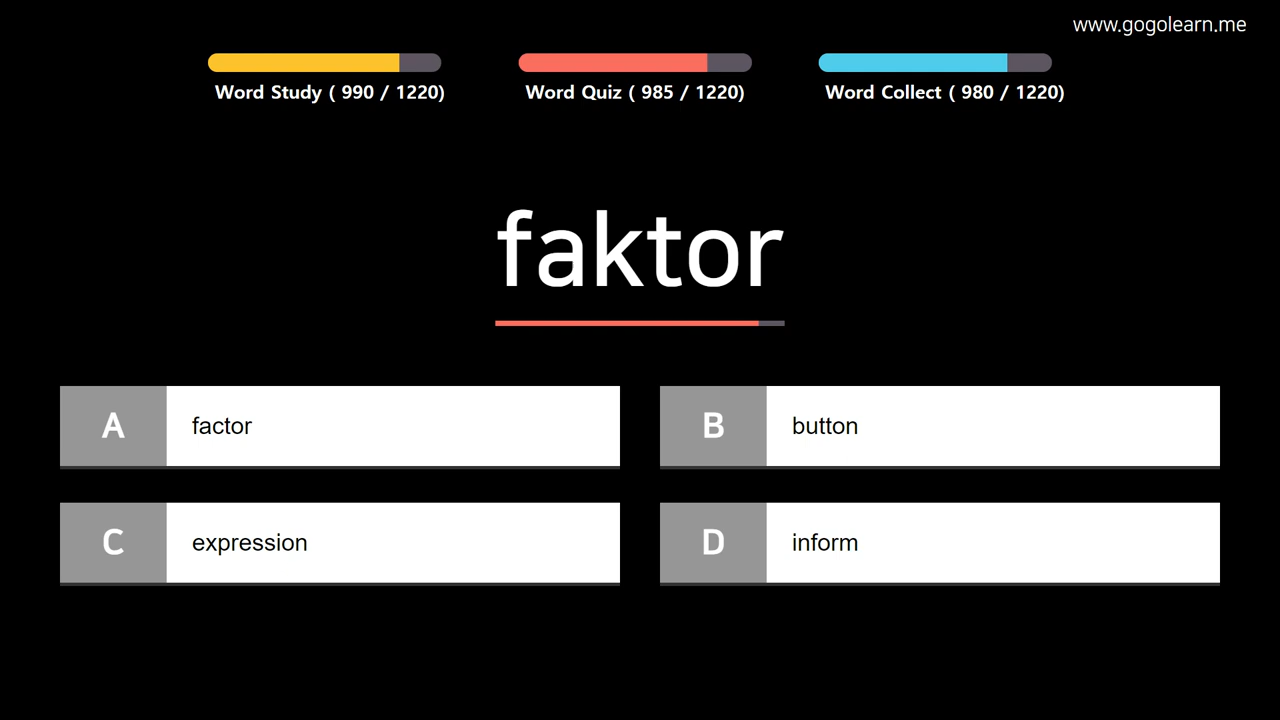 www.gogolearn.me
Word Study ( 990 / 1220)
Word Quiz ( 985 / 1220)
Word Collect ( 980 / 1220)
faktor
A factor
B button
C expression
D inform